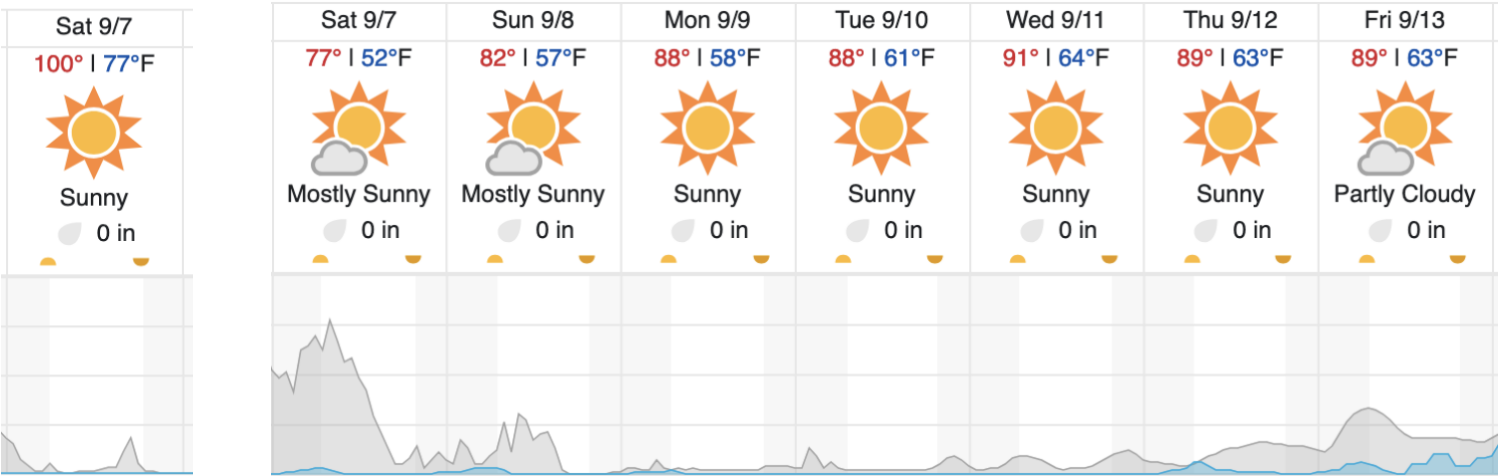 Sat 9/7
100° | 77°F
Sunny
0 in
Sat 9/7 Sun 9/8 Mon 9/9 Tue 9/10 Wed 9/11 Thu 9/12 Fri 9/13
77° | 52°F 82° | 57°F 88° | 58°F 88° | 61°F 91° | 64°F 89° | 63°F 89° | 63°F
Mostly Sunny Mostly Sunny Sunny Sunny Sunny Sunny Partly Cloudy
0 in 0 in 0 in 0 in 0 in 0 in 0 in